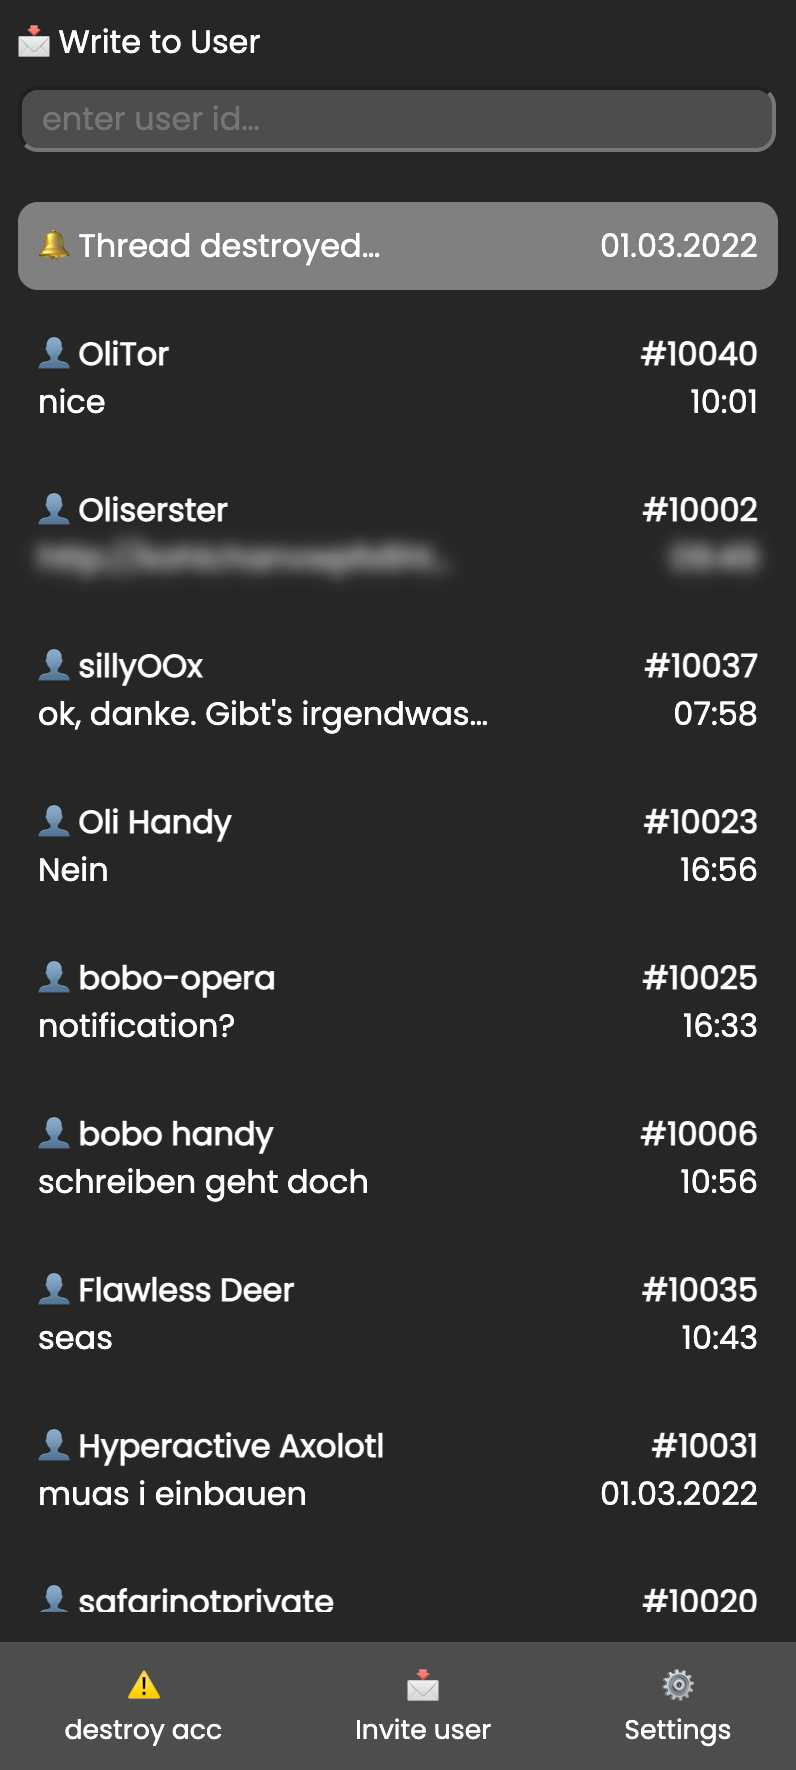 Write to User
enter user id...
Thread destroyed... 01.03.2022
OliTor #10040
nice 10:01
Oliserster #10002
sillyOOx #10037
ok, danke. Gibt's irgendwas... 07:58
Oli Handy #10023
Nein 16:56
bobo-opera #10025
notification? 16:33
bobo handy #10006
schreiben geht doch 10:56
Flawless Deer #10035
seas 10:43
Hyperactive Axolotl #10031
muas i einbauen 01.03.2022
safarinotprivate #10020
destroy acc Invite user Settings